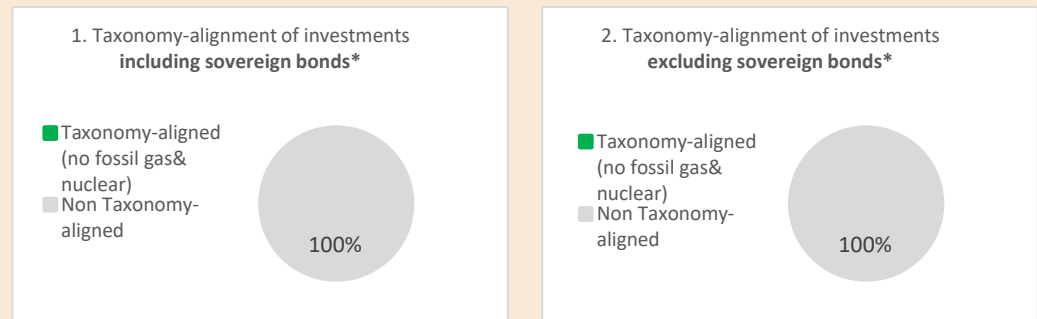 1. Taxonomy-alignment of investments
including sovereign bonds*
Taxonomy-aligned
(no fossil gas&
nuclear)
Non Taxonomy-
aligned
100%
2. Taxonomy-alignment of investments
excluding sovereign bonds*
Taxonomy-aligned
(no fossil gas&
nuclear)
Non Taxonomy-
aligned
100%